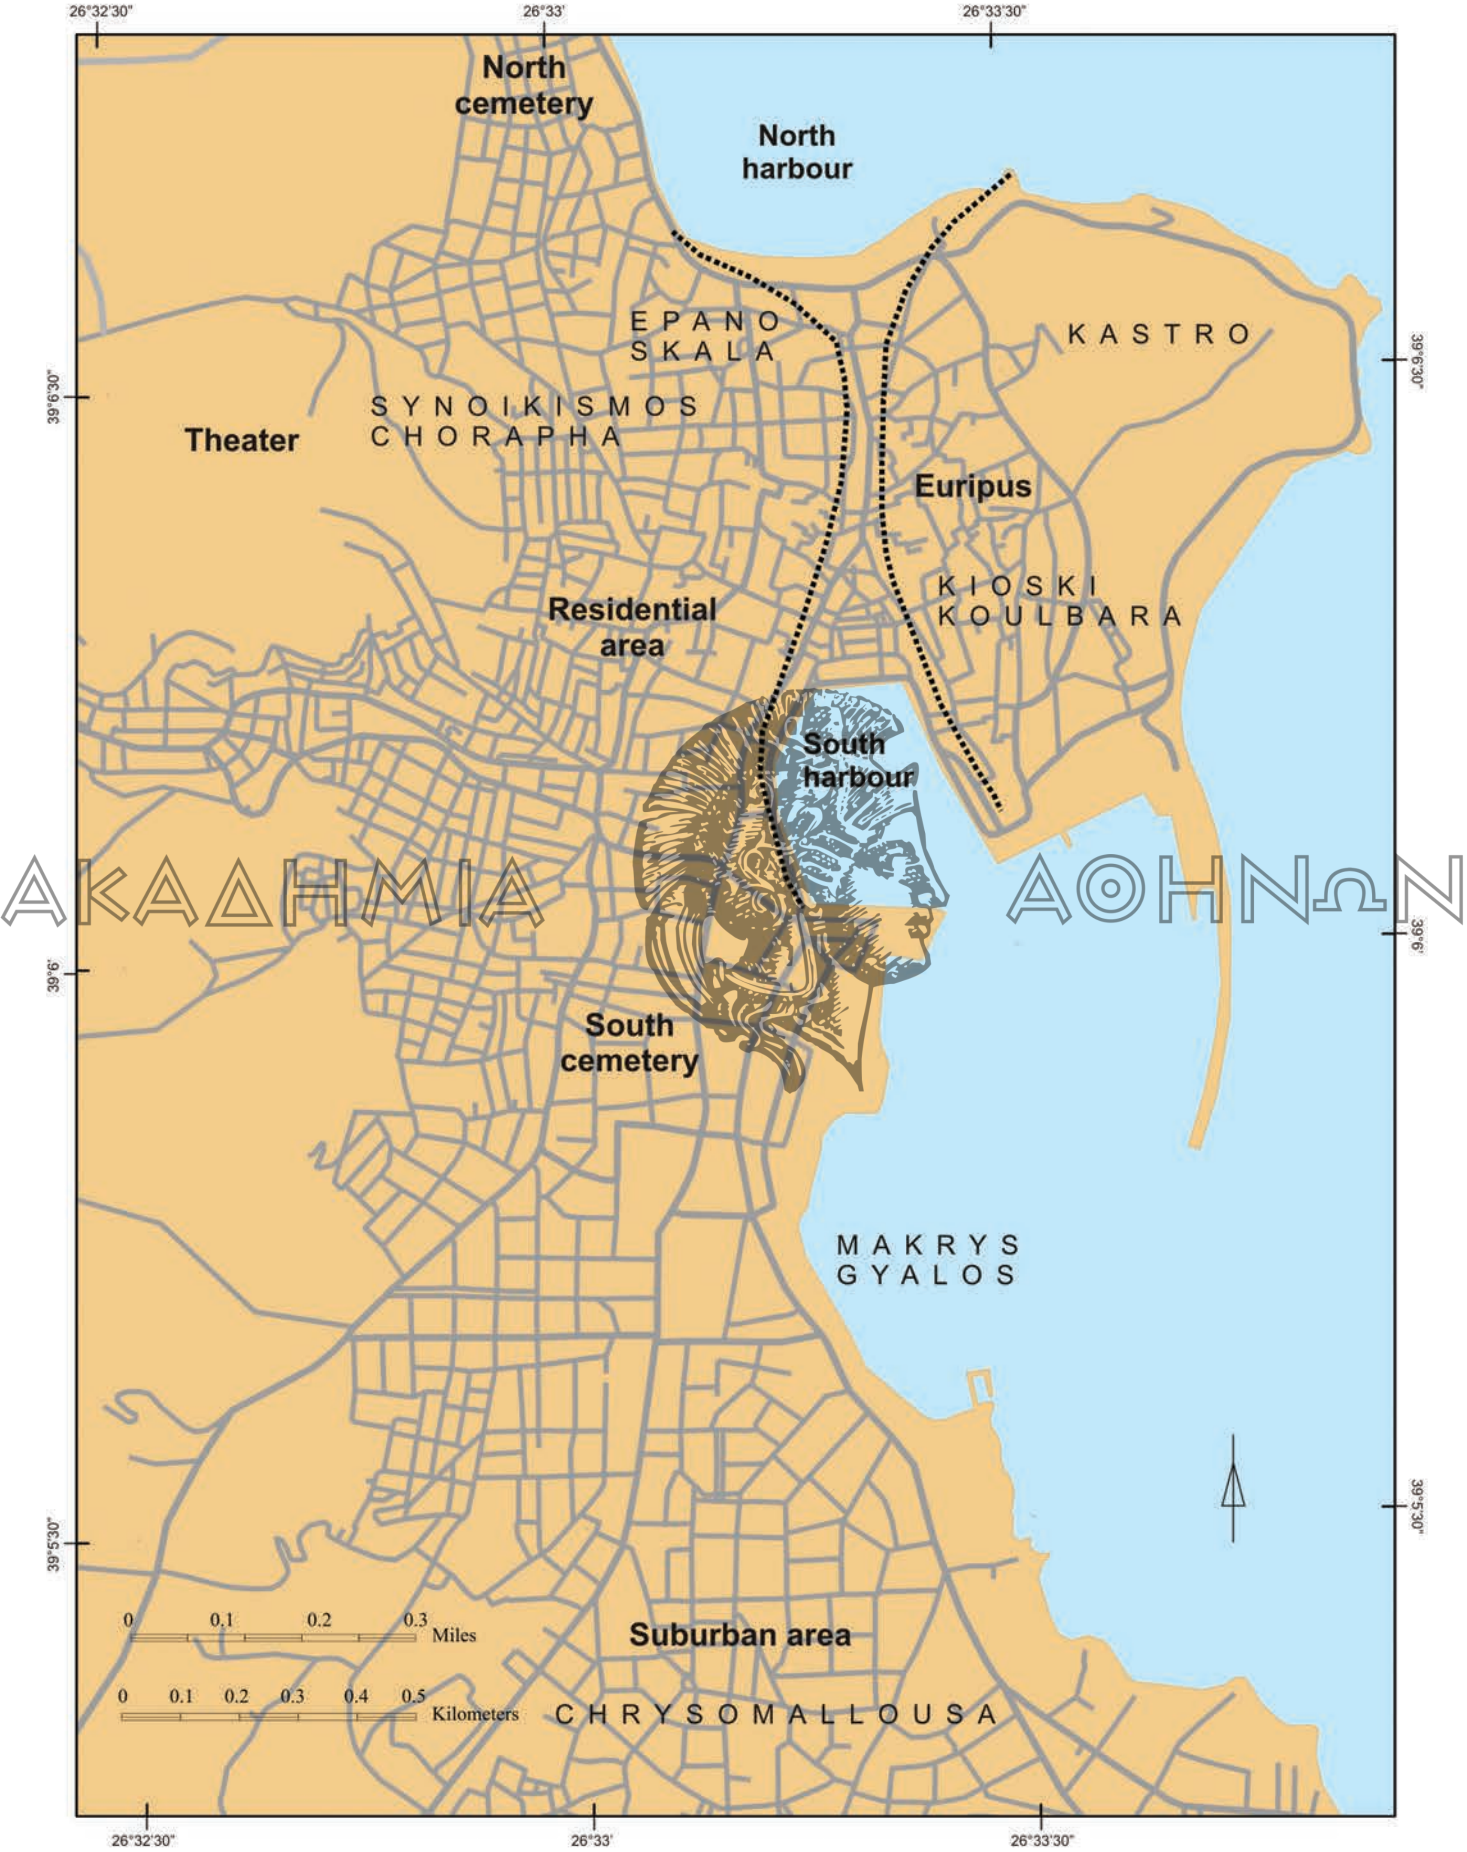 26°32'30" 26°33' 26°33'30"
North
cemetery
North
harbour
EPANO
SKALA
KASTRO
39°6'30"
39°6'30"
SYNOIKISMOS
CHORAPHA
Theater
Euripus
KIOSKI
KOULBARA
Residential
area
South
harbour
ΑΚΑΔΗΜΙΑ ΑΘΗΝΩΝ
39°6'
39°6'
South
cemetery
MAKRYS
GYALOS
39°5'30"
39°5'30"
0 0.1 0.2 0.3
Miles
Suburban area
0 0.1 0.2 0.3 0.4 0.5
Kilometers
CHRYSOMALLOUSA
26°32'30" 26°33' 26°33'30"